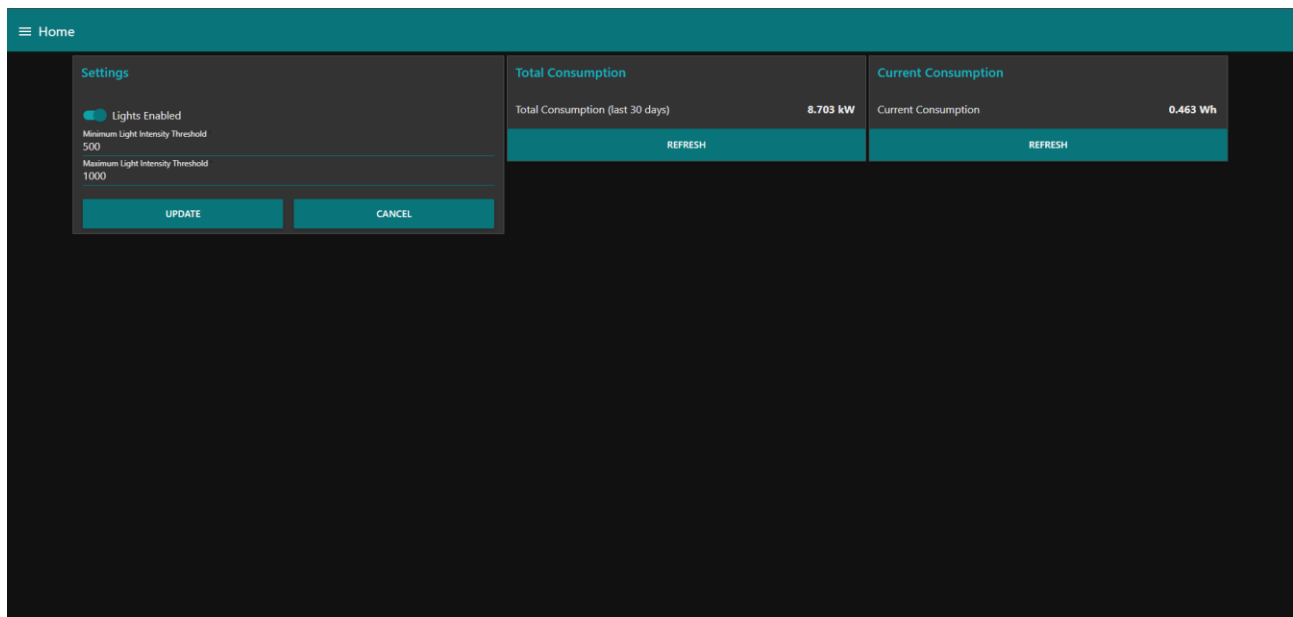 Home
Settings
Lights Enabled
Minimum Light Intensity Threshold
500
Maximum Light Intensity Threshold
1000
UPDATE CANCEL
Total Consumption
Total Consumption (last 30 days) 8.703 kW
REFRESH
Current Consumption
Current Consumption 0.463 Wh
REFRESH